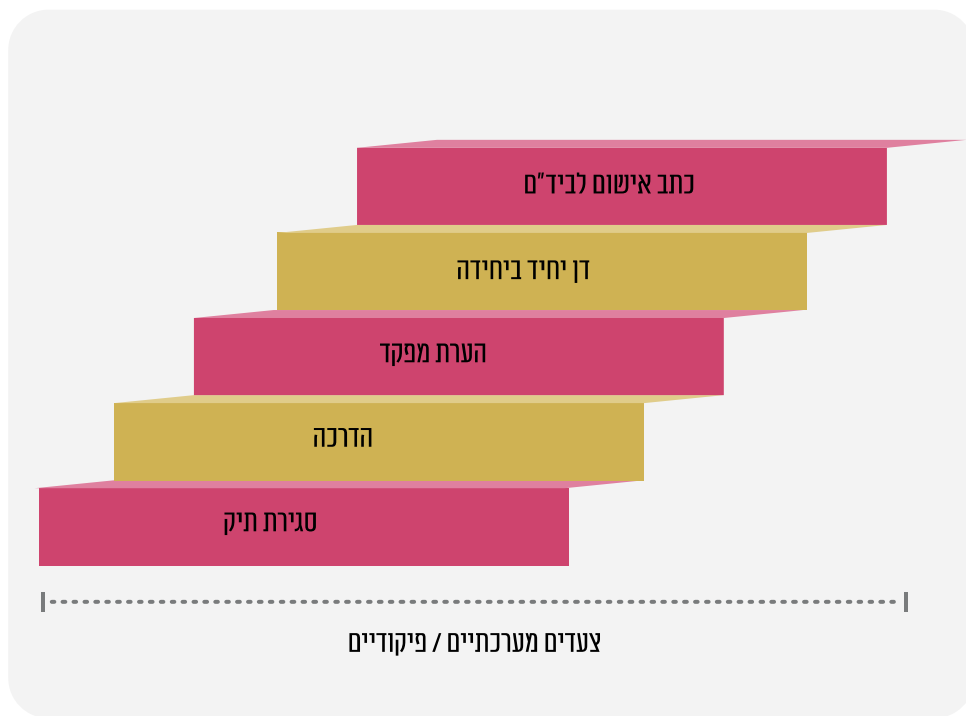 כתב אישום לביד"ם
דן יחיד ביחידה
הערת מפקד
הדרכה
סגירת תיק
צעדים מערכתיים / פיקודיים